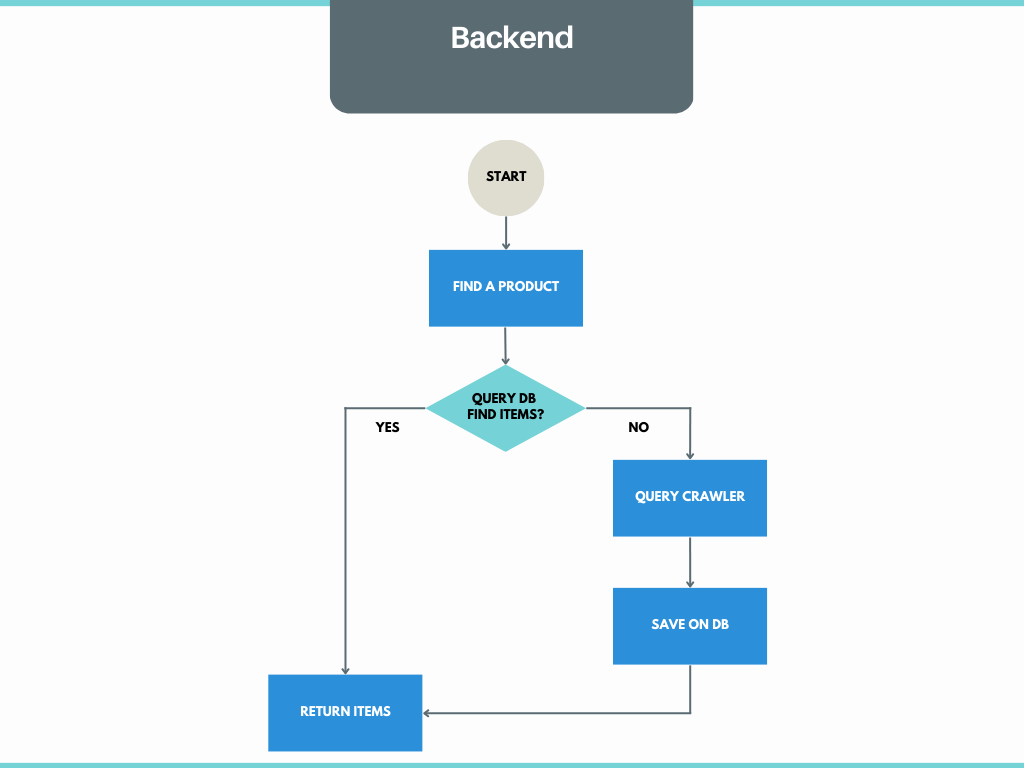 Backend
START
FIND A PRODUCT
QUERY DB
FIND ITEMS?
YES
NO
QUERY CRAWLER
SAVE ON DB
RETURN ITEMS